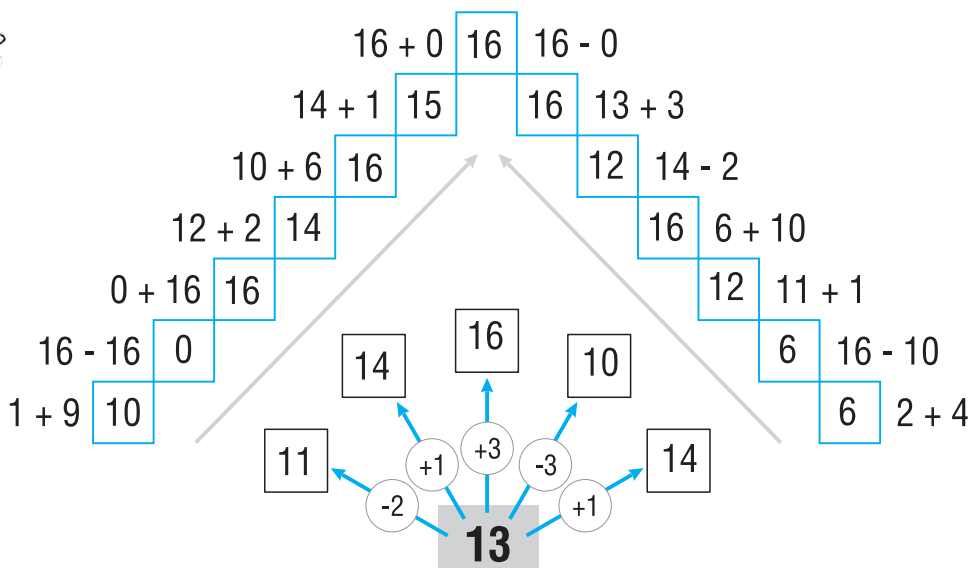 16 + 0 16 16 - 0
14 + 1 15 16 13 + 3
10 + 6 16 12 14 - 2
12 + 2 14 16 6 + 10
0 + 16 16 12 11 + 1
16 - 16 0 6 16 - 10
1 + 9 10 6 2 + 4
11 14 16 10 14
-2 +1 +3 -3 +1
13